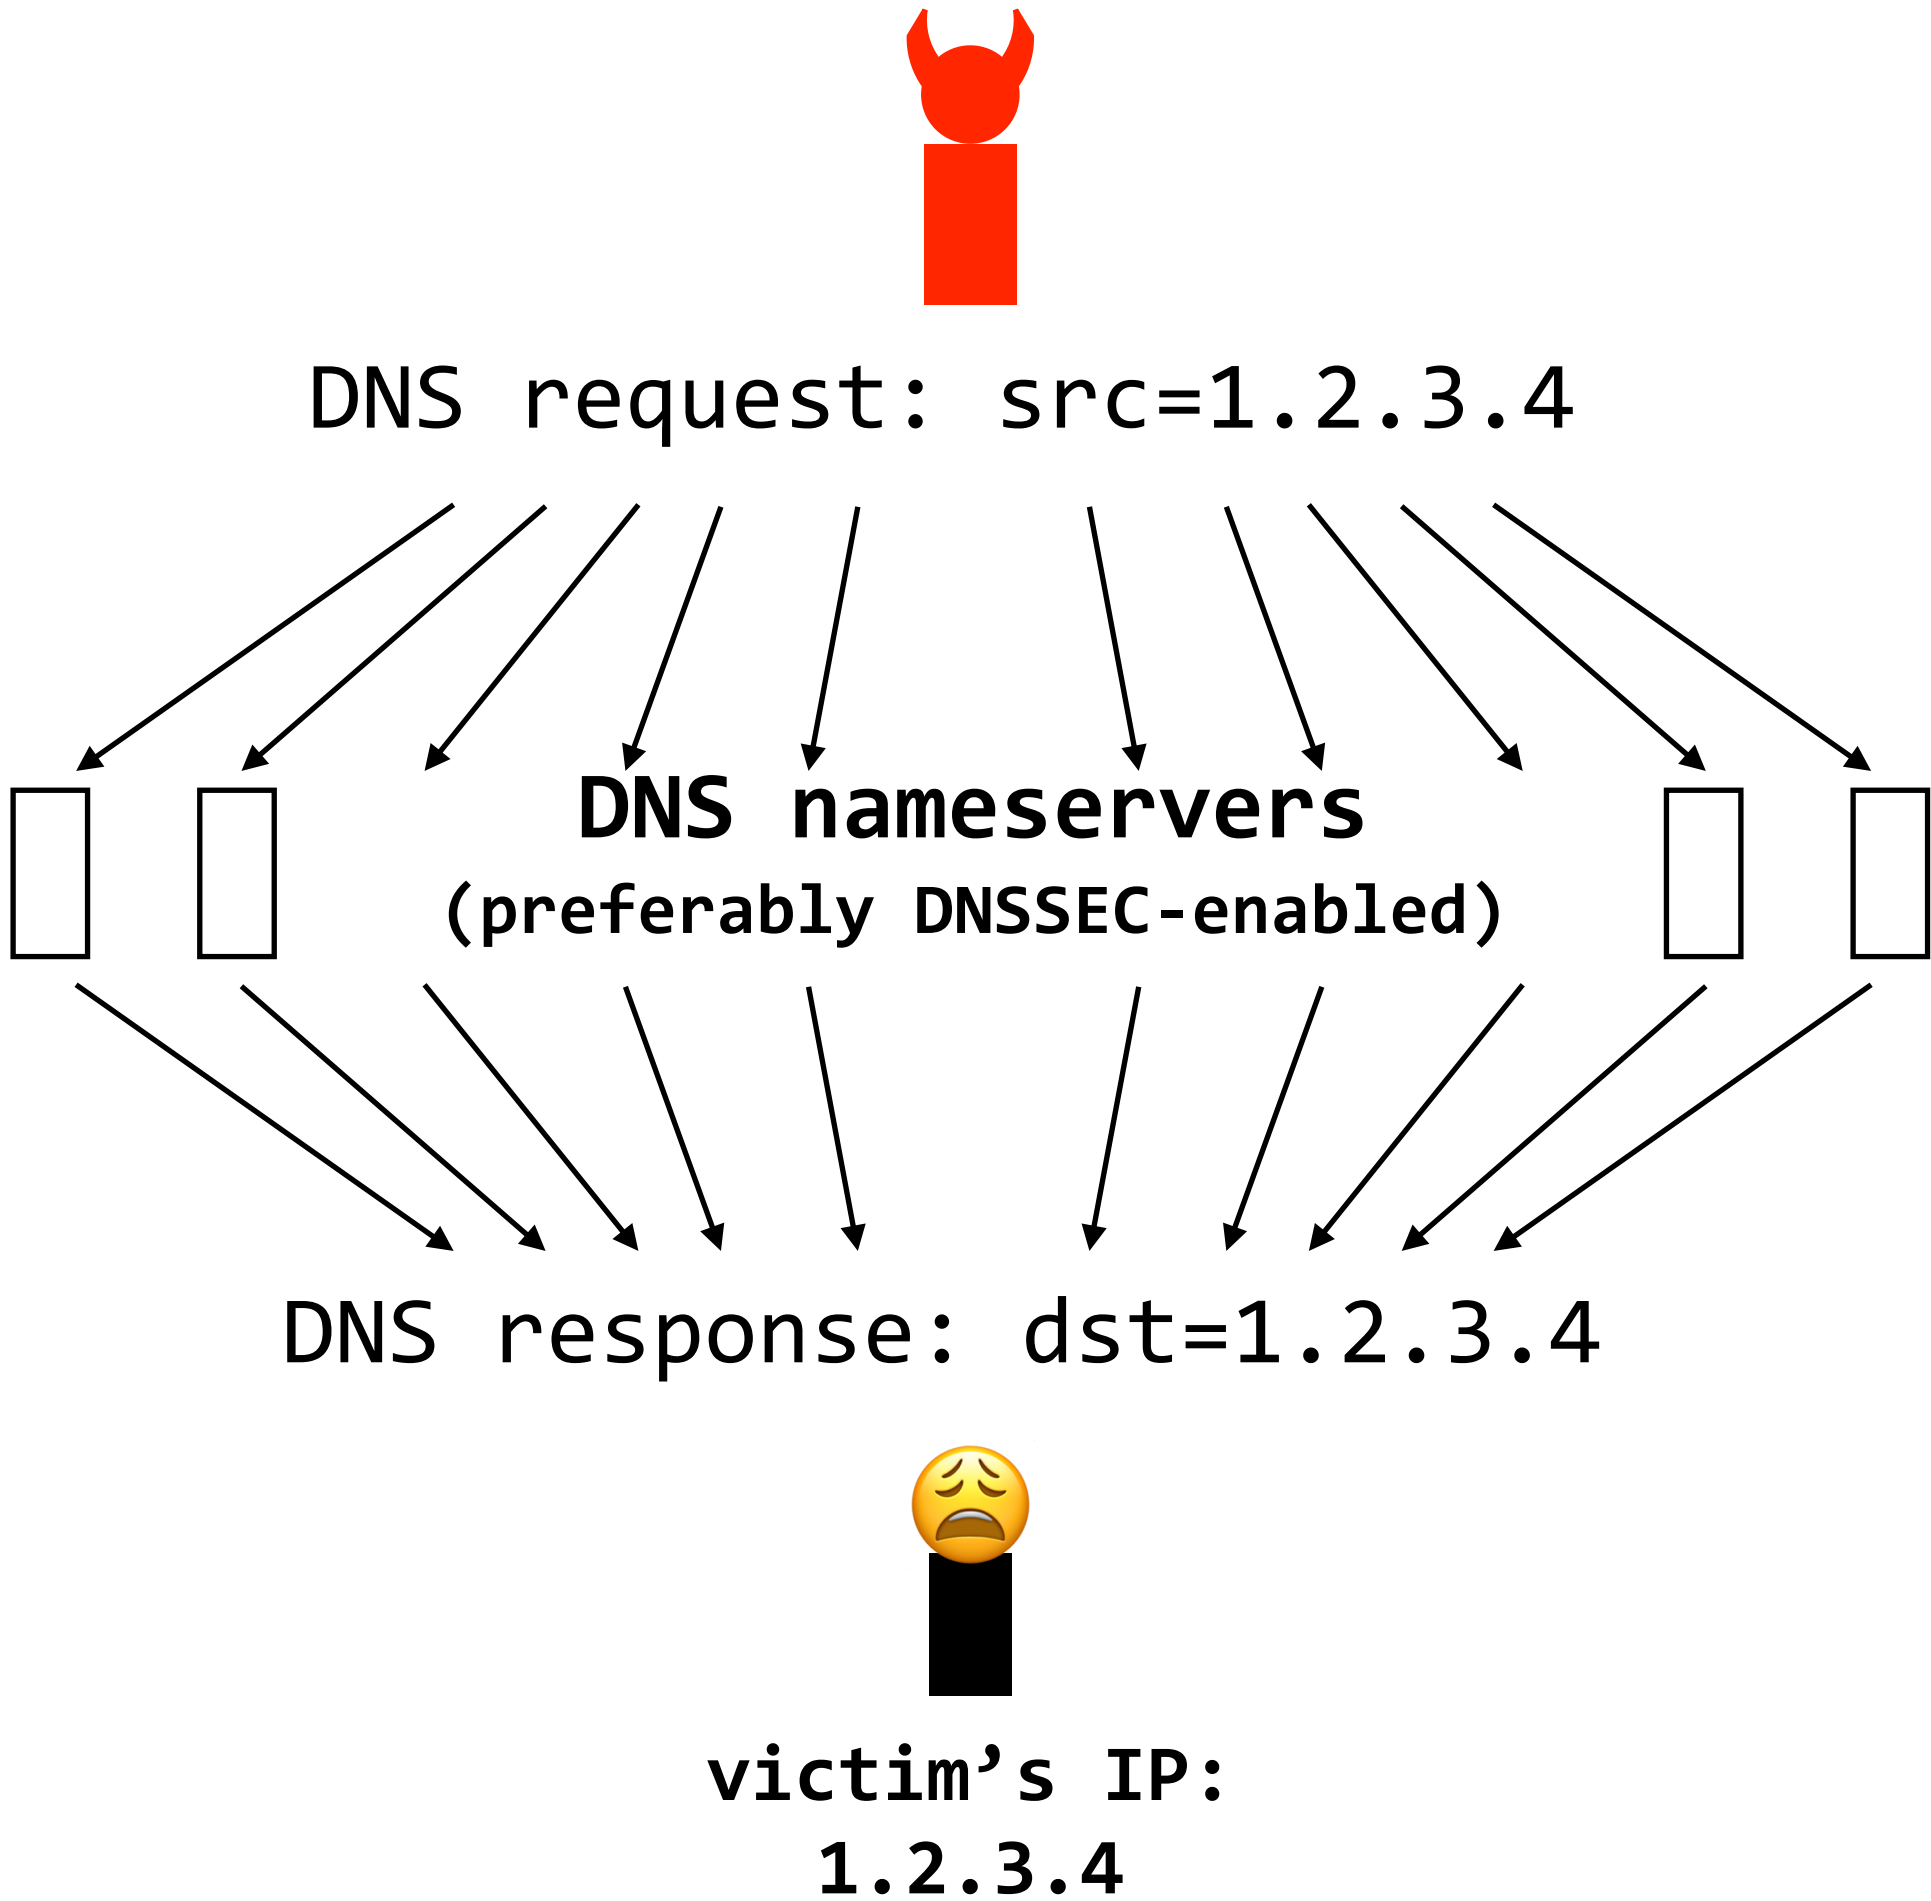 DNS request: src=1.2.3.4
DNS nameservers
(preferably DNSSEC-enabled)
DNS response: dst=1.2.3.4
victim’s IP:
1.2.3.4